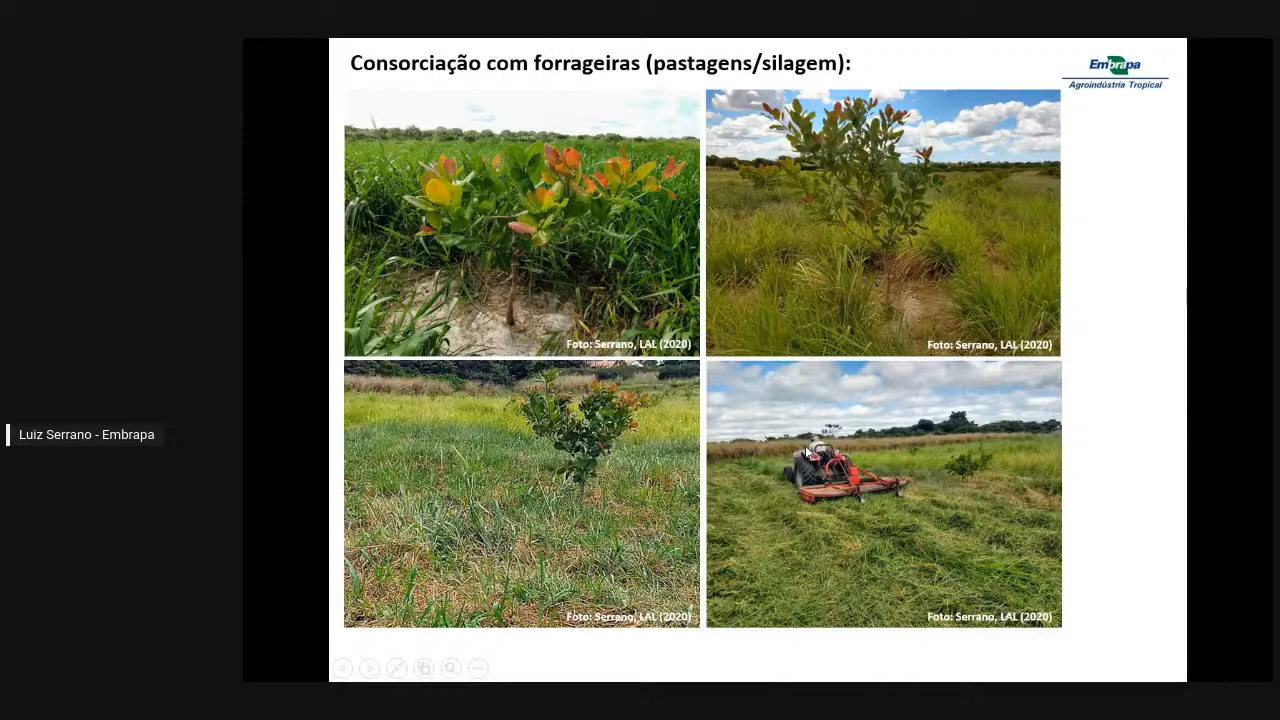 Consorciação com forrageiras (pastagens/silagem):
Embrapa
Agroindústria Tropical
Foto: Serrano, LAL (2020)
Foto: Serrano, LAL (2020)
Luiz Serrano - Embrapa
Foto: Serrano, LAL (2020)
Foto: Serrano, LAL (2020)